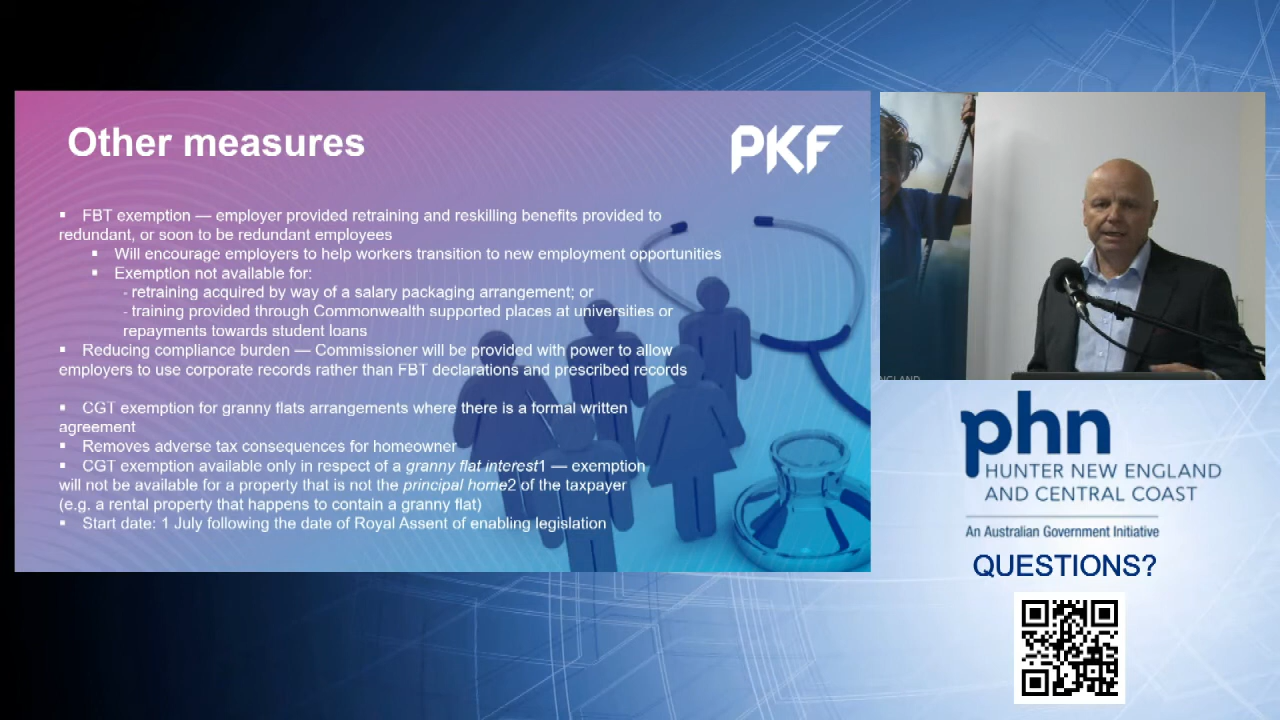 Other measures
PKF
▪ FBT exemption — employer provided retraining and reskilling benefits provided to
redundant, or soon to be redundant employees
▪ Will encourage employers to help workers transition to new employment opportunities
▪ Exemption not available for:
- retraining acquired by way of a salary packaging arrangement; or
- training provided through Commonwealth supported places at universities or
repayments towards student loans
▪ Reducing compliance burden — Commissioner will be provided with power to allow
employers to use corporate records rather than FBT declarations and prescribed records
▪ CGT exemption for granny flats arrangements where there is a formal written
agreement
▪ Removes adverse tax consequences for homeowner
▪ CGT exemption available only in respect of a granny flat interest1 — exemption
will not be available for a property that is not the principal home2 of the taxpayer
(e.g. a rental property that happens to contain a granny flat)
▪ Start date: 1 July following the date of Royal Assent of enabling legislation
ENGLAND
phn
HUNTER NEW ENGLAND
AND CENTRAL COAST
An Australian Government Initiative
QUESTIONS?